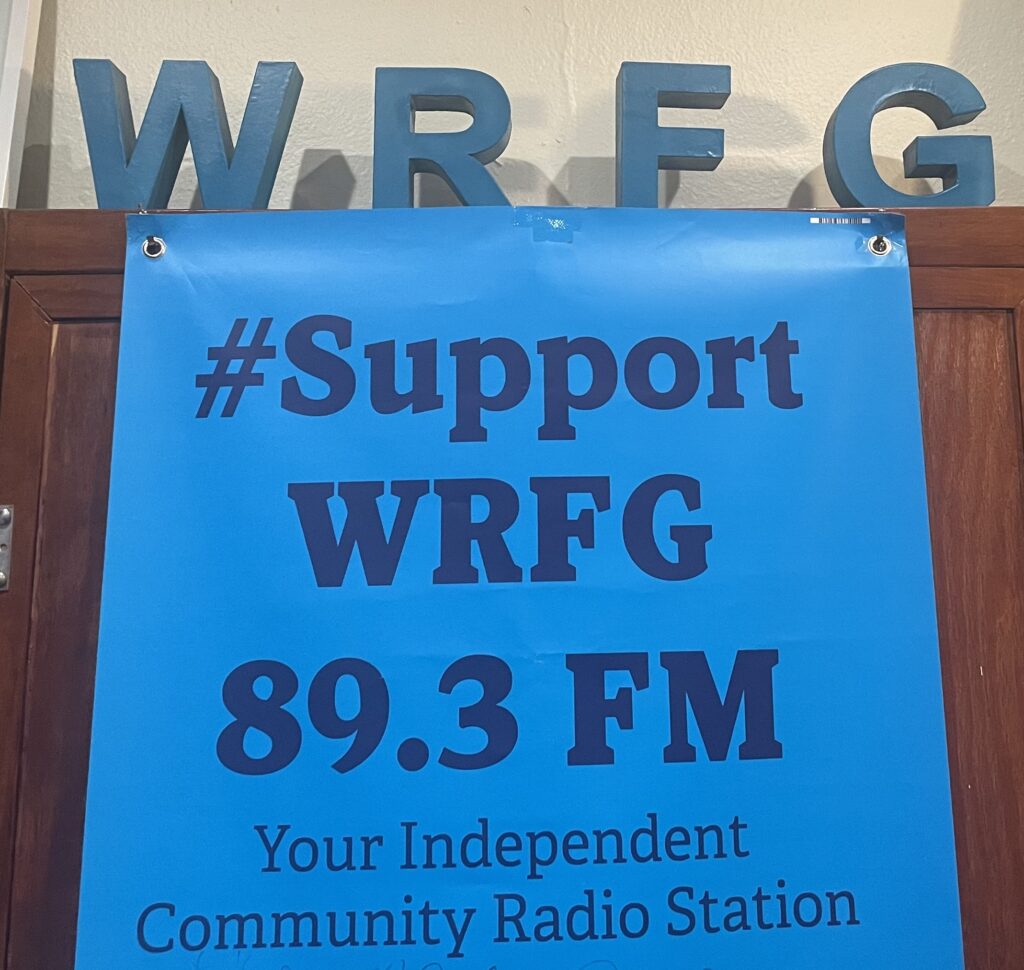 WRFG
#Support
WRFG
89.3 FM
Your Independent
Community Radio Station